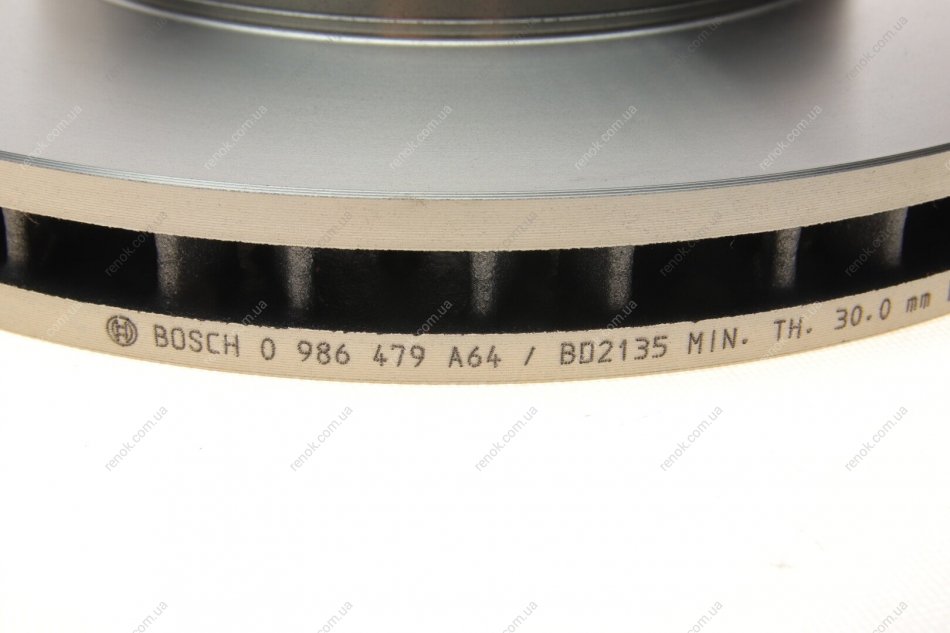 BOSCH 0 986 479 A64 / BD2135 MIN. TH. 30.0 mm
renok.com.ua